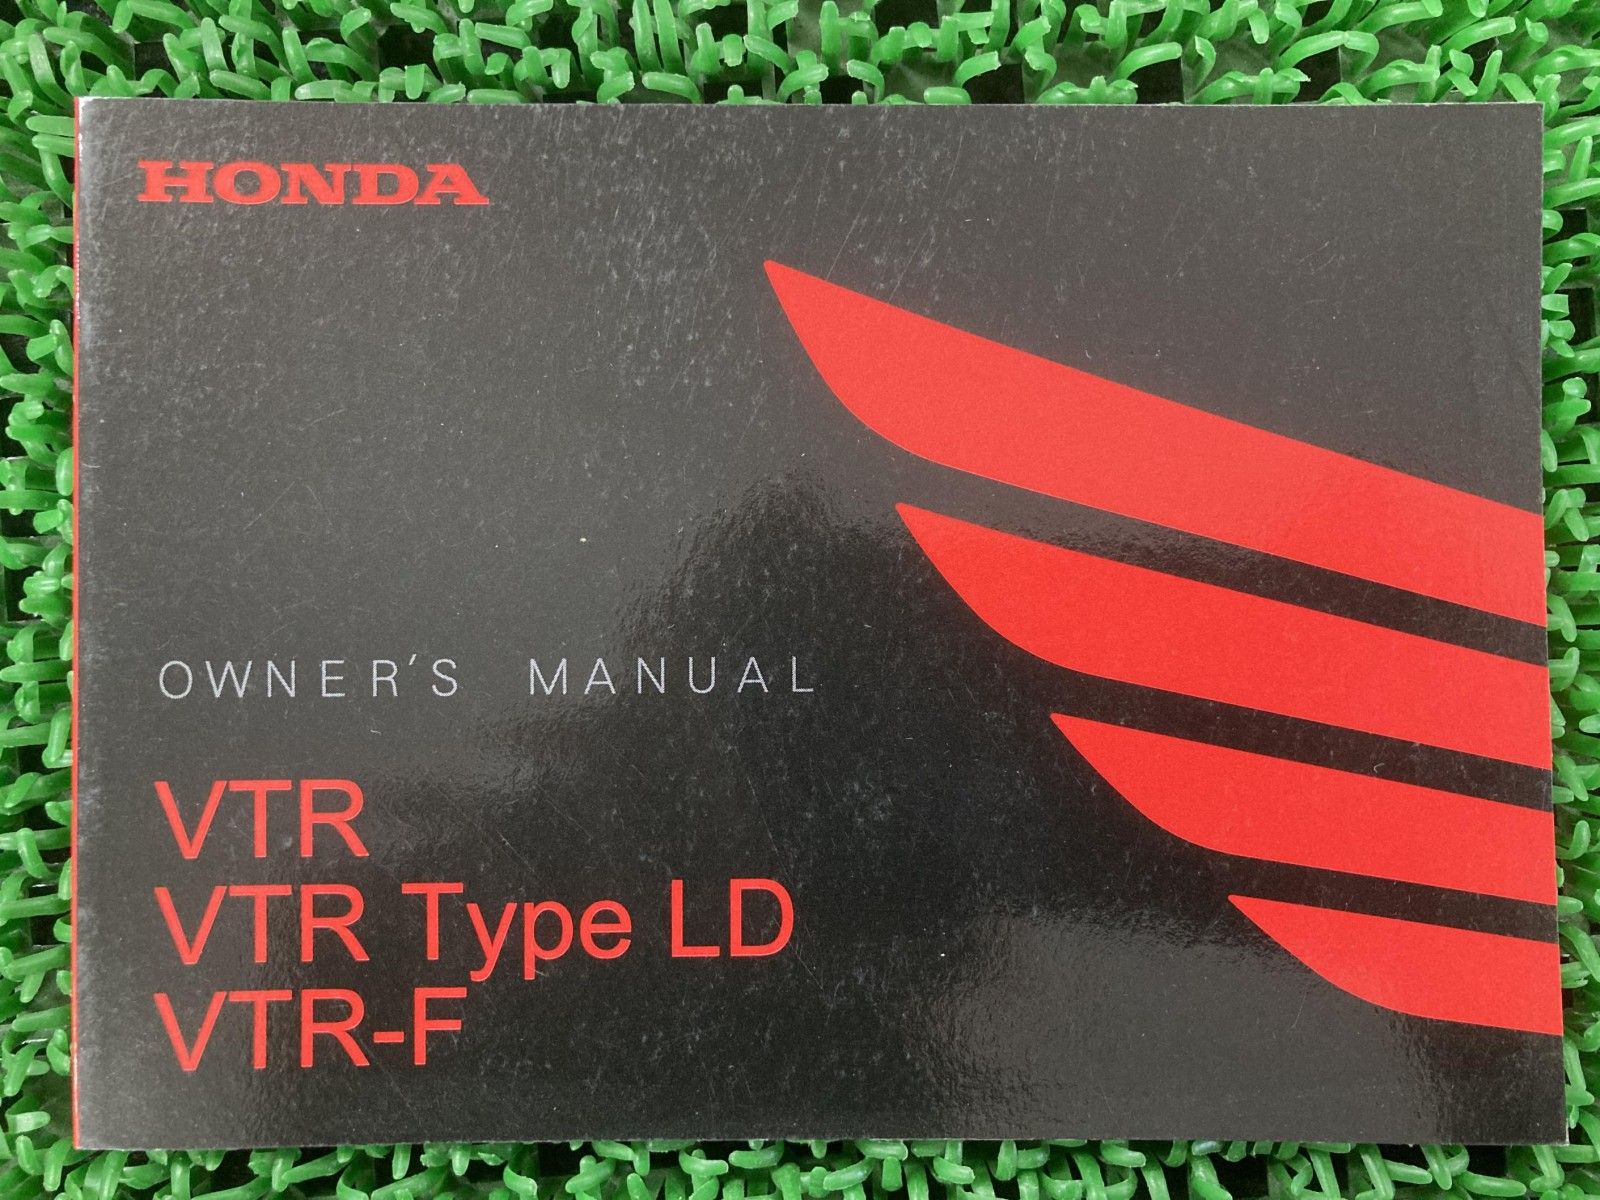 HONDA
OWNER'S MANUAL
VTR
VTR Type LD
VTR-F